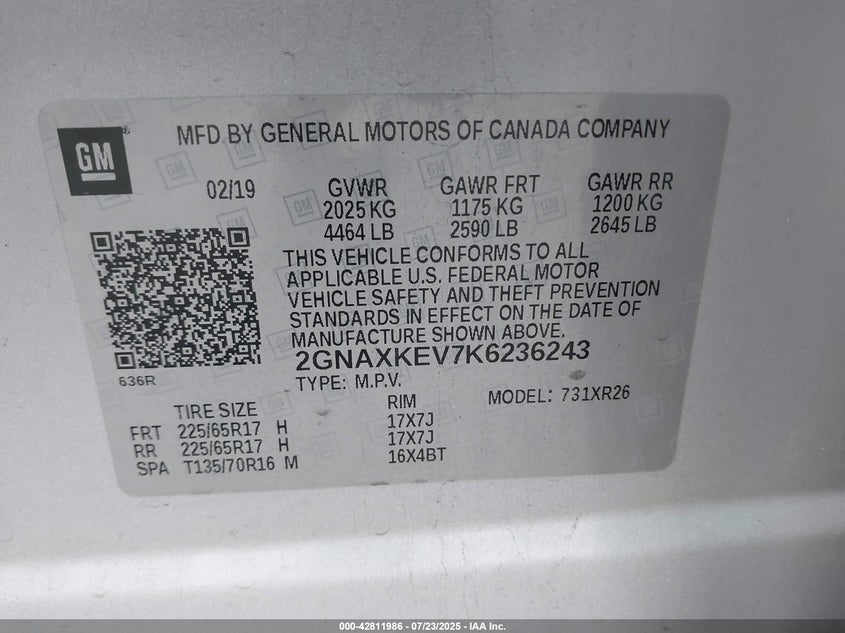 GM
MFD BY GENERAL MOTORS OF CANADA COMPANY
02/19 GVWR GAWR FRT GAWR RR
2025 KG 1175 KG 1200 KG
4464 LB 2590 LB 2645 LB
THIS VEHICLE CONFORMS TO ALL
APPLICABLE U.S. FEDERAL MOTOR
VEHICLE SAFETY AND THEFT PREVENTION
STANDARDS IN EFFECT ON THE DATE OF
MANUFACTURE SHOWN ABOVE.
2GNAXKEV7K6236243
636R
TYPE: M.P.V.
MODEL: 731XR26
TIRE SIZE RIM
FRT 225/65R17 H 17X7J
RR 225/65R17 H 17X7J
SPA T135/70R16 M 16X4BT
000-42811986 - 07/23/2025 - IAA Inc.